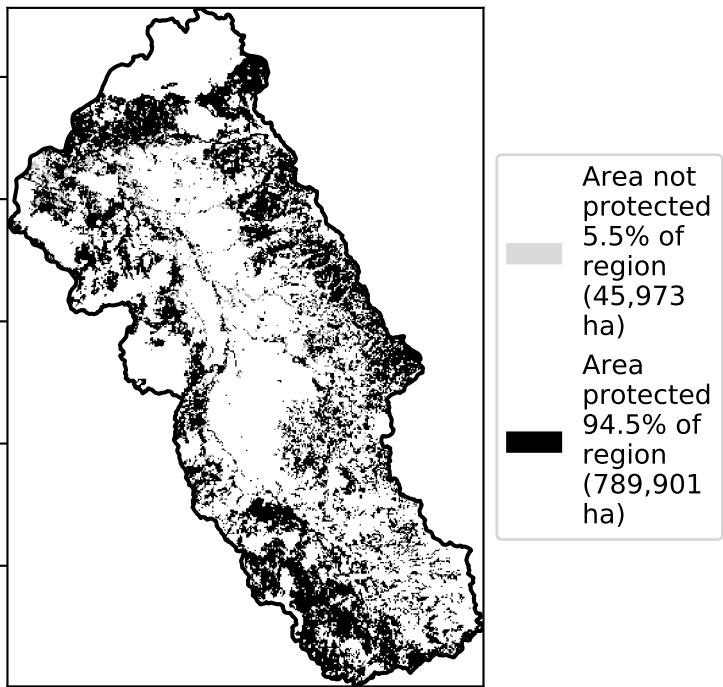 Area not
protected
5.5% of
region
(45,973
ha)
Area
protected
94.5% of
region
(789,901
ha)